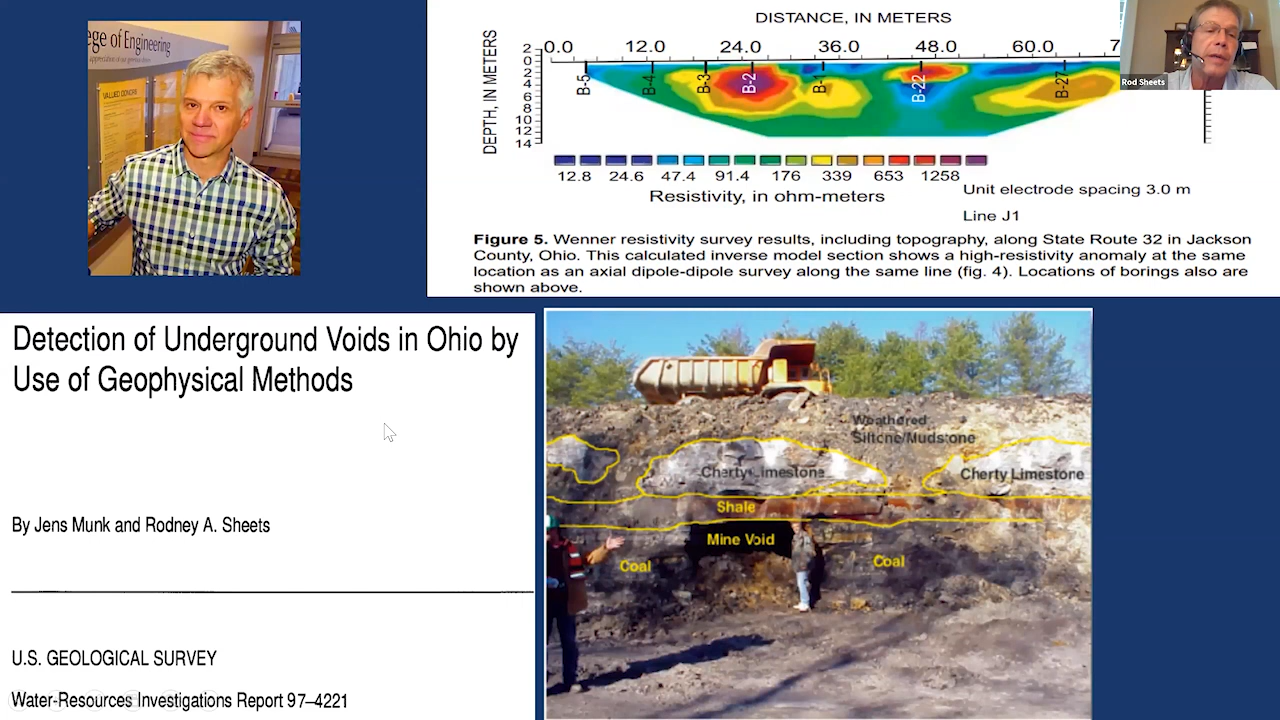 ege of Engineering
VALUED DONORS
DISTANCE, IN METERS
0.0 12.0 24.0 36.0 48.0 60.0 7
DEPTH, IN METERS
2
0
2
4
6
8
10
12
14
B-5 B-4 B-3 B-2 B-1 B-22 B-27
12.8 24.6 47.4 91.4 176 339 653 1258
Resistivity, in ohm-meters
Unit electrode spacing 3.0 m
Line J1
Figure 5. Wenner resistivity survey results, including topography, along State Route 32 in Jackson
County, Ohio. This calculated inverse model section shows a high-resistivity anomaly at the same
location as an axial dipole-dipole survey along the same line (fig. 4). Locations of borings also are
shown above.
Rod Sheets
Detection of Underground Voids in Ohio by
Use of Geophysical Methods
By Jens Munk and Rodney A. Sheets
U.S. GEOLOGICAL SURVEY
Water-Resources Investigations Report 97–4221
Weathered
Siltone/Mudstone
Cherty Limestone
Cherty Limestone
Shale
Mine Void
Coal
Coal